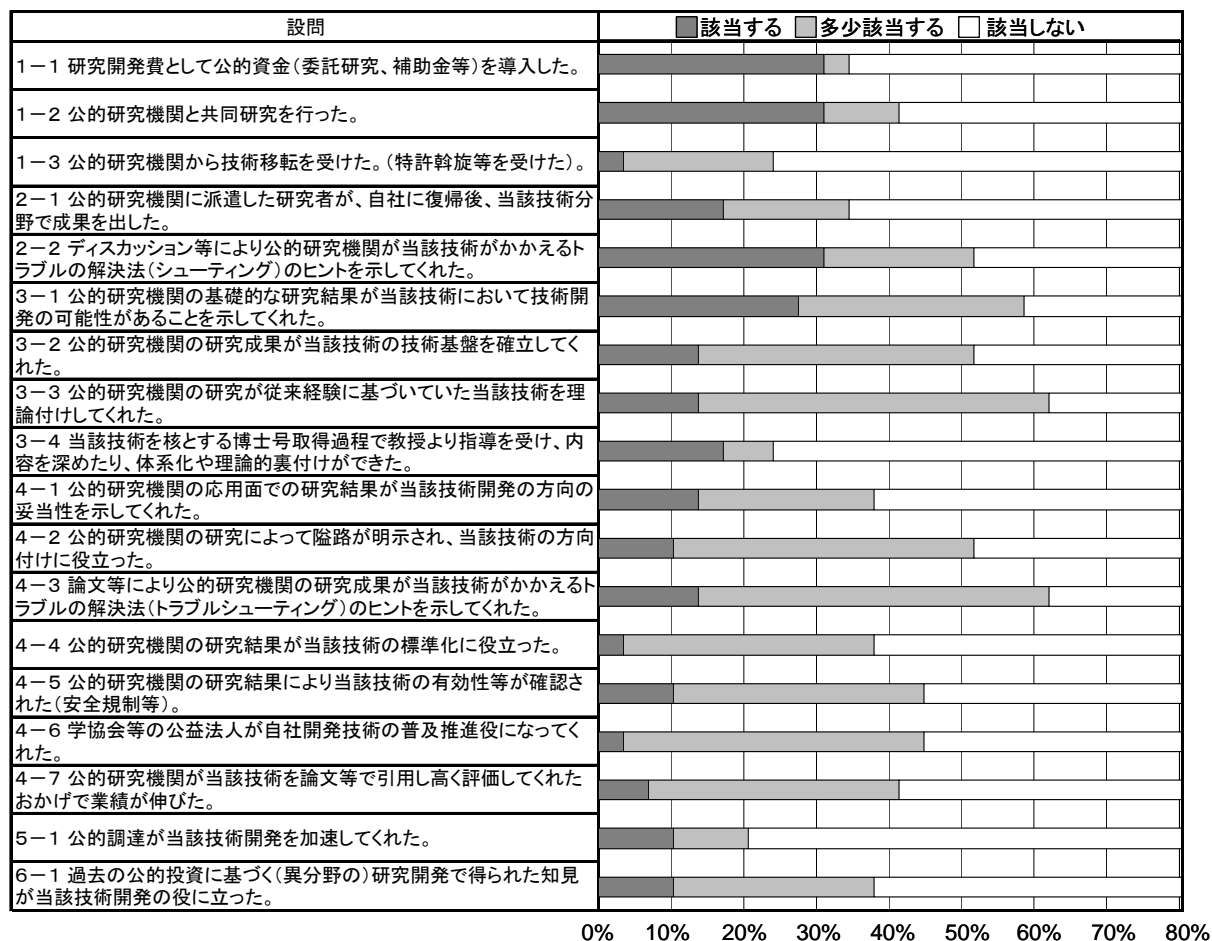 設問
該当する 多少該当する 該当しない
1－1 研究開発費として公的資金（委託研究、補助金等）を導入した。
1－2 公的研究機関と共同研究を行った。
1－3 公的研究機関から技術移転を受けた。（特許斡旋等を受けた）。
2－1 公的研究機関に派遣した研究者が、自社に復帰後、当該技術分
野で成果を出した。
2－2 ディスカッション等により公的研究機関が当該技術がかかえるト
ラブルの解決法（シューティング）のヒントを示してくれた。
3－1 公的研究機関の基礎的な研究結果が当該技術において技術開
発の可能性があることを示してくれた。
3－2 公的研究機関の研究成果が当該技術の技術基盤を確立してく
れた。
3－3 公的研究機関の研究が従来経験に基づいていた当該技術を理
論付けしてくれた。
3－4 当該技術を核とする博士号取得過程で教授より指導を受け、内
容を深めたり、体系化や理論的裏付けができた。
4－1 公的研究機関の応用面での研究結果が当該技術開発の方向の
妥当性を示してくれた。
4－2 公的研究機関の研究によって隘路が明示され、当該技術の方向
付けに役立った。
4－3 論文等により公的研究機関の研究成果が当該技術がかかえるト
ラブルの解決法（トラブルシューティング）のヒントを示してくれた。
4－4 公的研究機関の研究結果が当該技術の標準化に役立った。
4－5 公的研究機関の研究結果により当該技術の有効性等が確認さ
れた（安全規制等）。
4－6 学協会等の公益法人が自社開発技術の普及推進役になってく
れた。
4－7 公的研究機関が当該技術を論文等で引用し高く評価してくれた
おかげで業績が伸びた。
5－1 公的調達が当該技術開発を加速してくれた。
6－1 過去の公的投資に基づく（異分野の）研究開発で得られた知見
が当該技術開発の役に立った。
0% 10% 20% 30% 40% 50% 60% 70% 80%